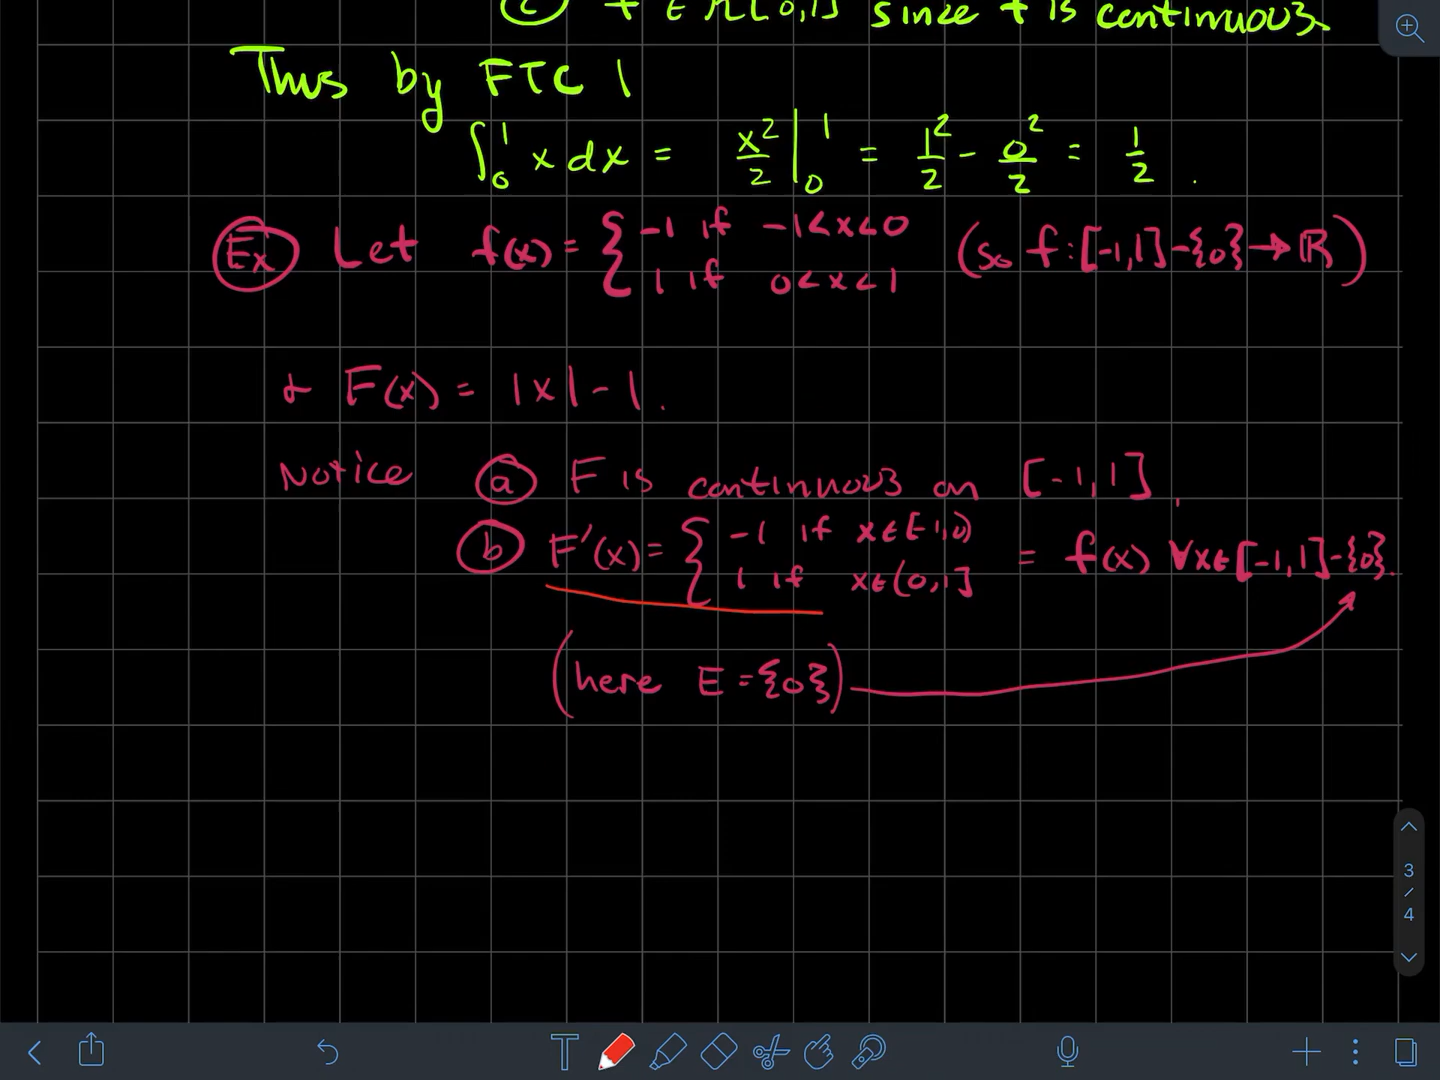 (c) f ∈ R[0,1] since f is continuous.
Thus by FTC 1
∫₀¹ x dx = x²/2 |₀¹ = 1²/2 - 0²/2 = 1/2 .
Ex Let f(x) = { -1 if -1<x<0 (so f: [-1,1]-{0} → ℝ)
1 if 0<x<1
& F(x) = |x| - 1.
Notice (a) F is continuous on [-1,1].
(b) F'(x) = { -1 if x∈[-1,0) = f(x) ∀x∈[-1,1]-{0}.
1 if x∈(0,1]
(here E = {0})
3
/
4
T